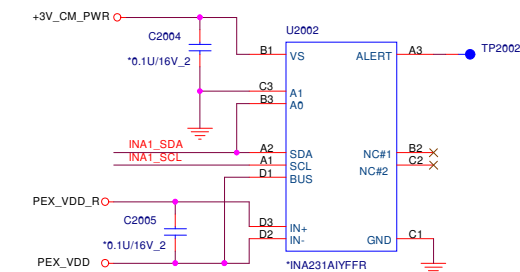 +3V_CM_PWR
U2002
C2004
*0.1U/16V_2
B1 VS ALERT A3 TP2002
C3 A1
B3 A0
INA1_SDA A2 SDA NC#1 B2
INA1_SCL A1 SCL NC#2 C2
D1 BUS
PEX_VDD_R
C2005
*0.1U/16V_2
D3 IN+
D2 IN- GND C1
PEX_VDD
*INA231AIYFFR